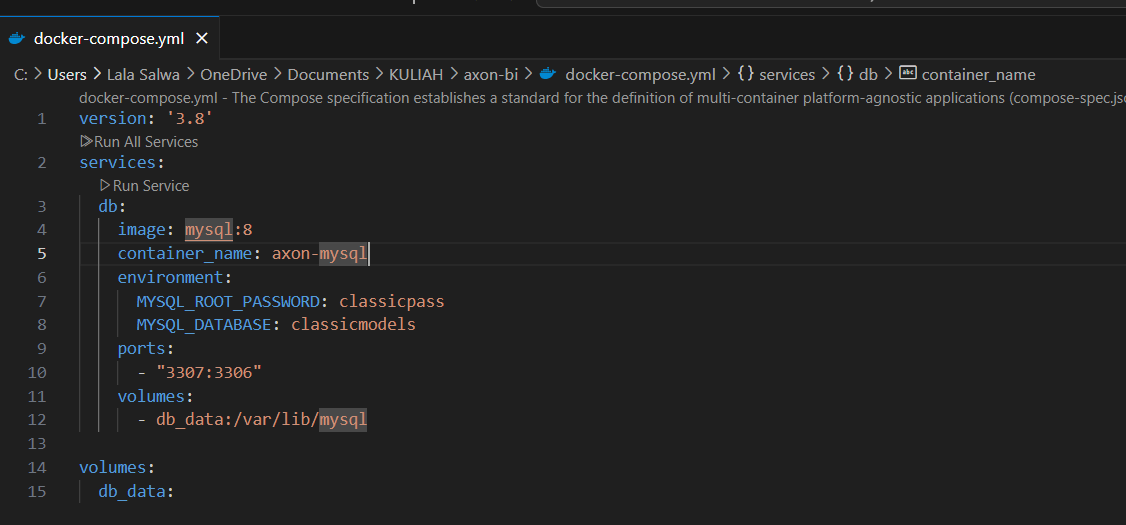 docker-compose.yml
C: > Users > Lala Salwa > OneDrive > Documents > KULIAH > axon-bi > docker-compose.yml > {} services > {} db > abc container_name
docker-compose.yml - The Compose specification establishes a standard for the definition of multi-container platform-agnostic applications (compose-spec.jso
1 version: '3.8'
Run All Services
2 services:
Run Service
3 db:
4 image: mysql:8
5 container_name: axon-mysql
6 environment:
7 MYSQL_ROOT_PASSWORD: classicpass
8 MYSQL_DATABASE: classicmodels
9 ports:
10 - "3307:3306"
11 volumes:
12 - db_data:/var/lib/mysql
13
14 volumes:
15 db_data: